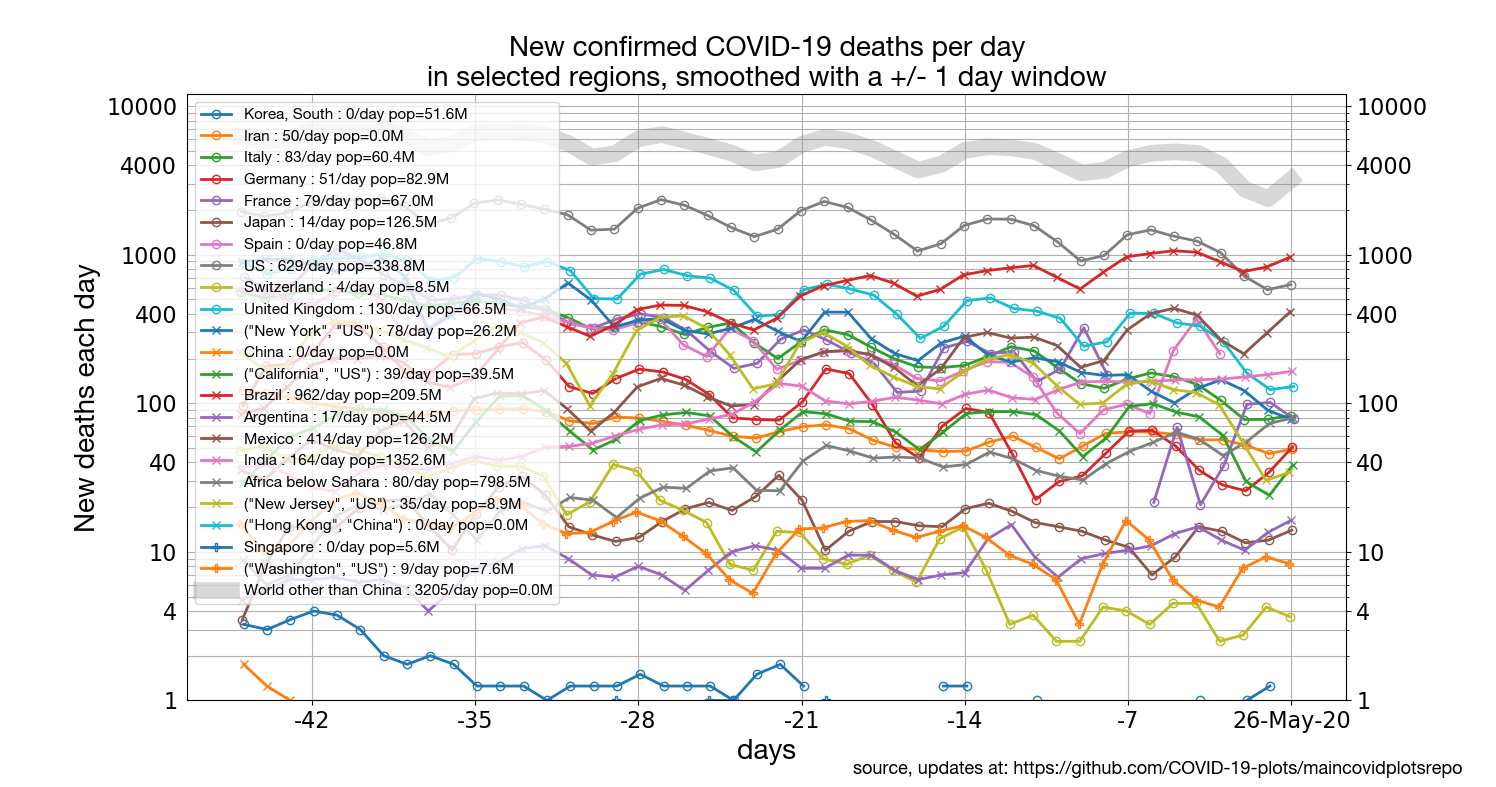 New confirmed COVID-19 deaths per day
in selected regions, smoothed with a +/- 1 day window
New deaths each day
10000
4000
1000
400
100
40
10
4
1
Korea, South : 0/day pop=51.6M
Iran : 50/day pop=0.0M
Italy : 83/day pop=60.4M
Germany : 51/day pop=82.9M
France : 79/day pop=67.0M
Japan : 14/day pop=126.5M
Spain : 0/day pop=46.8M
US : 629/day pop=338.8M
Switzerland : 4/day pop=8.5M
United Kingdom : 130/day pop=66.5M
("New York", "US") : 78/day pop=26.2M
China : 0/day pop=0.0M
("California", "US") : 39/day pop=39.5M
Brazil : 962/day pop=209.5M
Argentina : 17/day pop=44.5M
Mexico : 414/day pop=126.2M
India : 164/day pop=1352.6M
Africa below Sahara : 80/day pop=798.5M
("New Jersey", "US") : 35/day pop=8.9M
("Hong Kong", "China") : 0/day pop=0.0M
Singapore : 0/day pop=5.6M
("Washington", "US") : 9/day pop=7.6M
World other than China : 3205/day pop=0.0M
10000
4000
1000
400
100
40
10
4
1
-42 -35 -28 -21 -14 -7 26-May-20
days
source, updates at: https://github.com/COVID-19-plots/maincovidplotsrepo